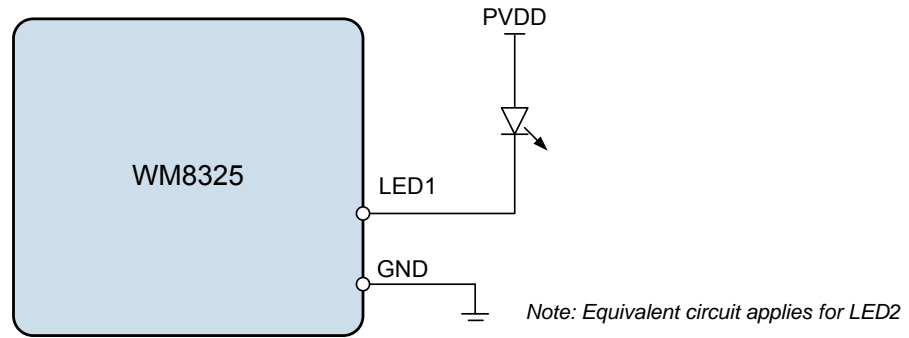 PVDD
WM8325
LED1
GND
Note: Equivalent circuit applies for LED2